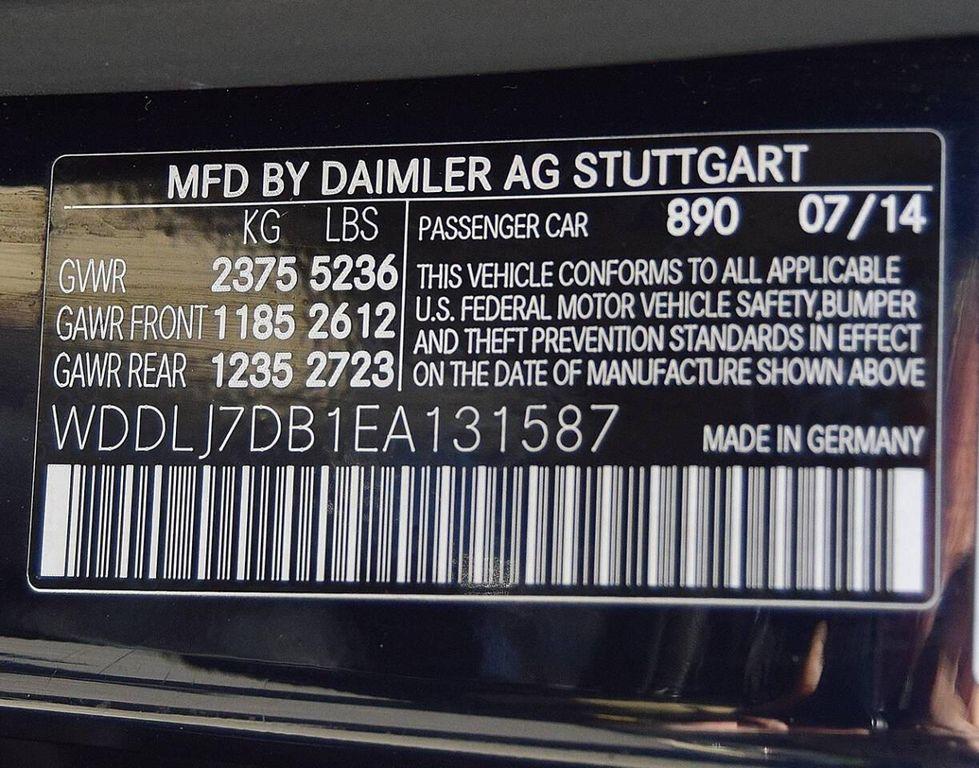 MFD BY DAIMLER AG STUTTGART
KG LBS
GVWR 2375 5236
GAWR FRONT 1185 2612
GAWR REAR 1235 2723
PASSENGER CAR 890 07/14
THIS VEHICLE CONFORMS TO ALL APPLICABLE
U.S. FEDERAL MOTOR VEHICLE SAFETY,BUMPER
AND THEFT PREVENTION STANDARDS IN EFFECT
ON THE DATE OF MANUFACTURE SHOWN ABOVE
WDDLJ7DB1EA131587
MADE IN GERMANY